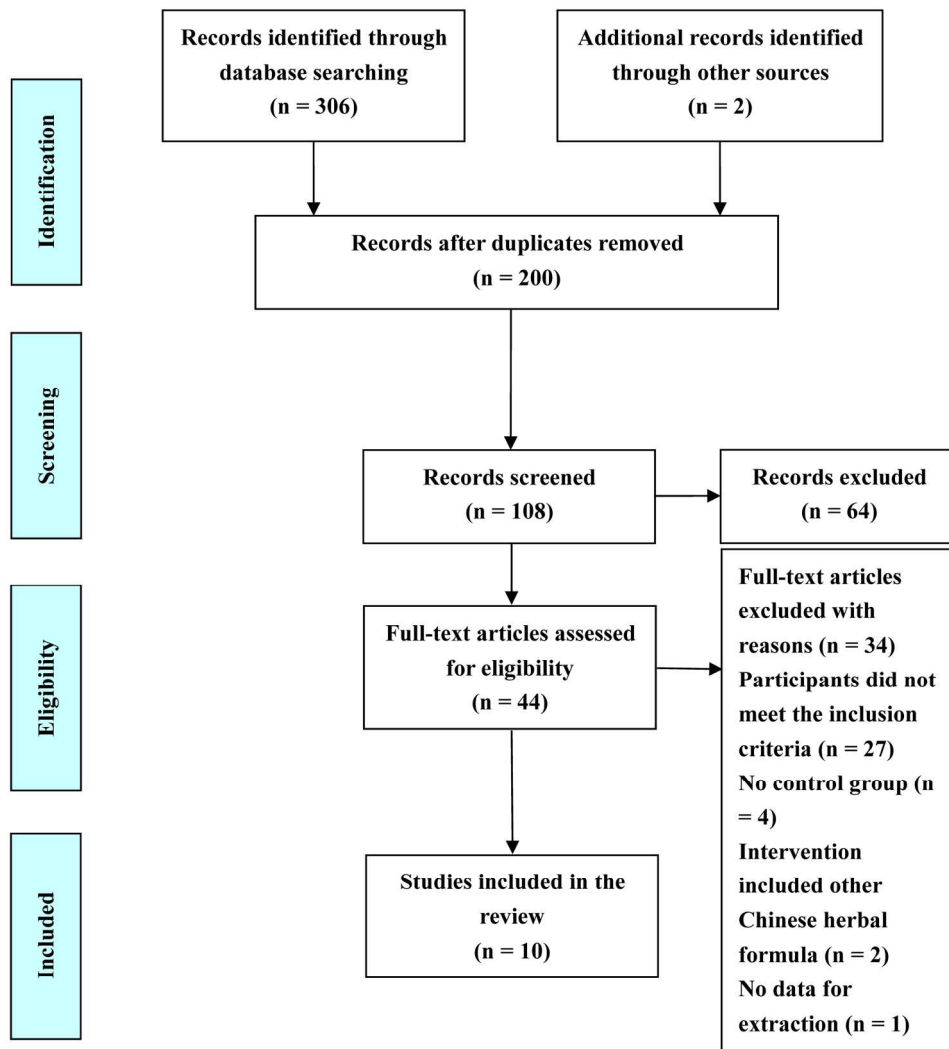 Records identified through
database searching
(n = 306)
Additional records identified
through other sources
(n = 2)
Identification
Records after duplicates removed
(n = 200)
Screening
Records screened
(n = 108)
Records excluded
(n = 64)
Eligibility
Full-text articles assessed
for eligibility
(n = 44)
Full-text articles
excluded with
reasons (n = 34)
Participants did not
meet the inclusion
criteria (n = 27)
No control group (n
= 4)
Intervention
included other
Chinese herbal
formula (n = 2)
No data for
extraction (n = 1)
Included
Studies included in the
review
(n = 10)